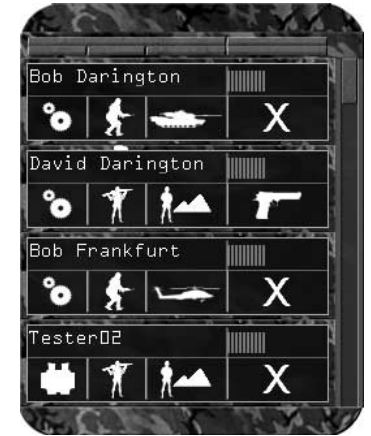 Bob Darington
X
David Darington
Bob Frankfurt
X
Tester02
X